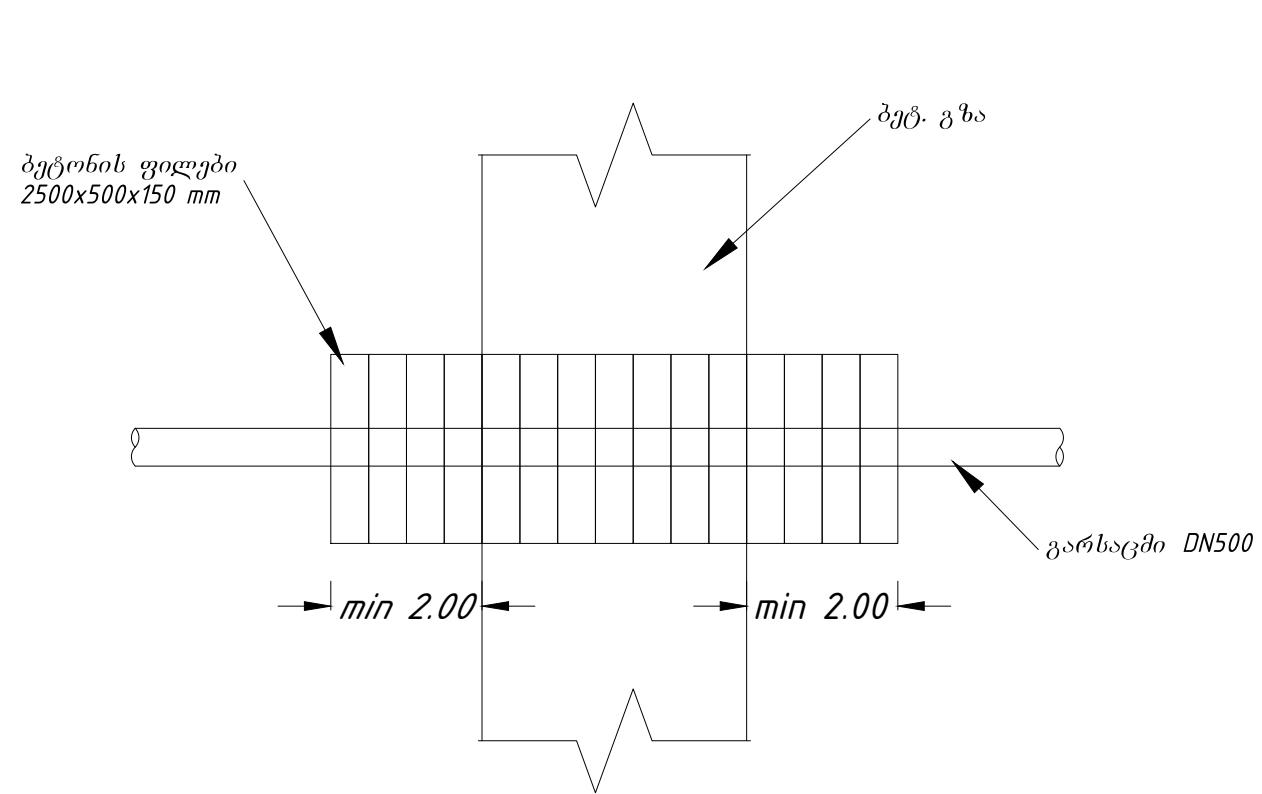 ბეტ. გზა
ბეტონის ფილები
2500x500x150 mm
გარსაცმი DN500
min 2.00
min 2.00